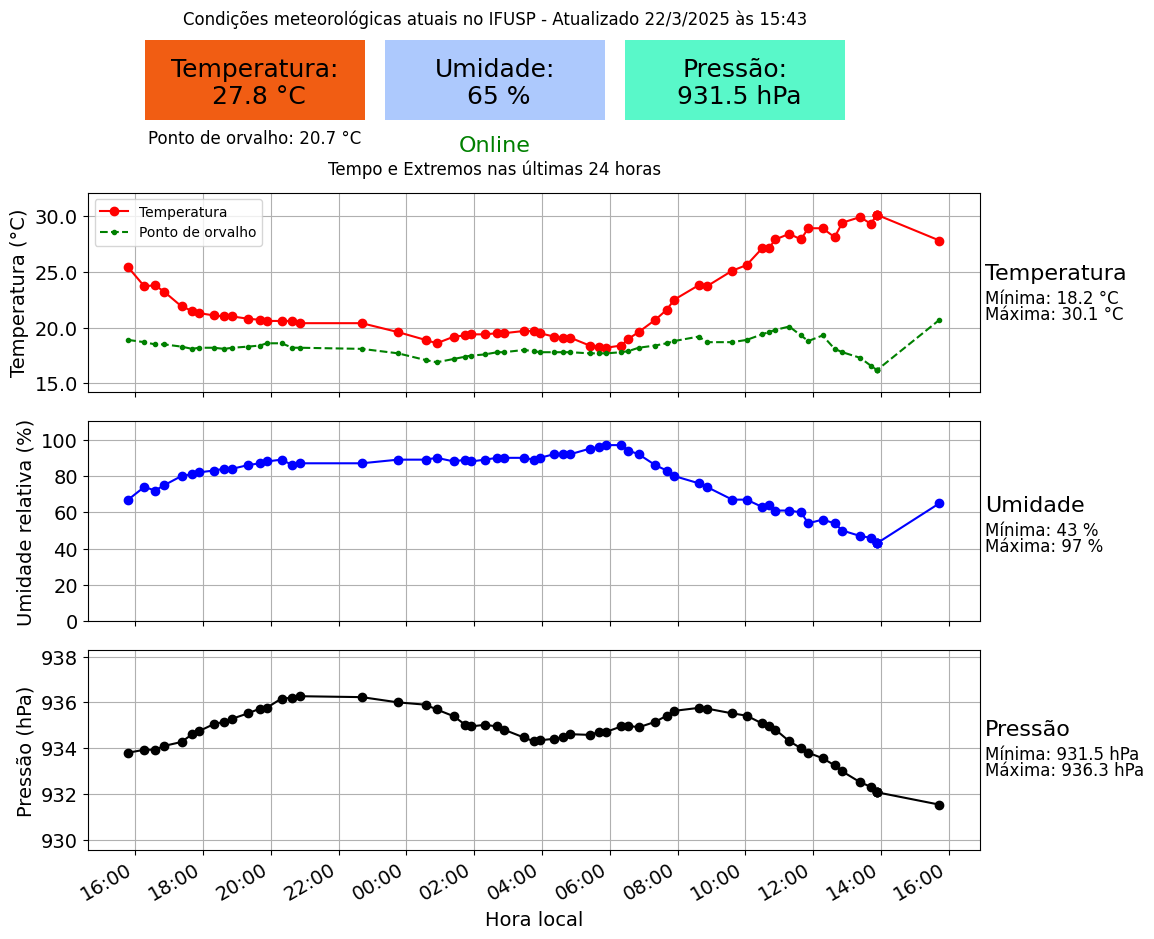 Condições meteorológicas atuais no IFUSP - Atualizado 22/3/2025 às 15:43
Temperatura:
27.8 °C
Umidade:
65 %
Pressão:
931.5 hPa
Ponto de orvalho: 20.7 °C
Online
Tempo e Extremos nas últimas 24 horas
Temperatura (°C)
30.0
25.0
20.0
15.0
Temperatura
Ponto de orvalho
Temperatura
Mínima: 18.2 °C
Máxima: 30.1 °C
Umidade relativa (%)
100
80
60
40
20
0
Umidade
Mínima: 43 %
Máxima: 97 %
Pressão (hPa)
938
936
934
932
930
Pressão
Mínima: 931.5 hPa
Máxima: 936.3 hPa
16:00 18:00 20:00 22:00 00:00 02:00 04:00 06:00 08:00 10:00 12:00 14:00 16:00
Hora local